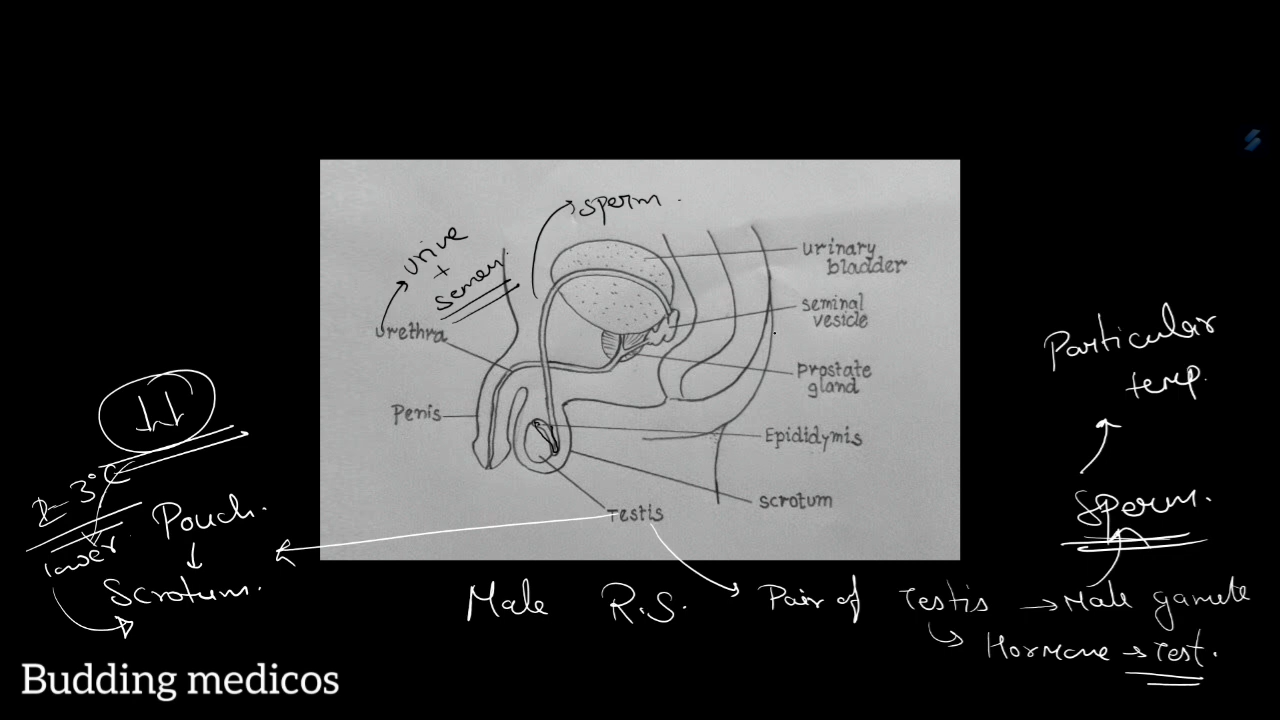 sperm.
urine
+
semen.
urinary
bladder
seminal
vesicle
urethra
Particular
temp.
prostate
gland
Penis
Epididymis
2-3°C
Sperm.
scrotum
Pouch.
Testis
lower
↓
Scrotum.
Male R.S.
Pair of Testis → Male gamete
Hormone → Test.
Budding medicos